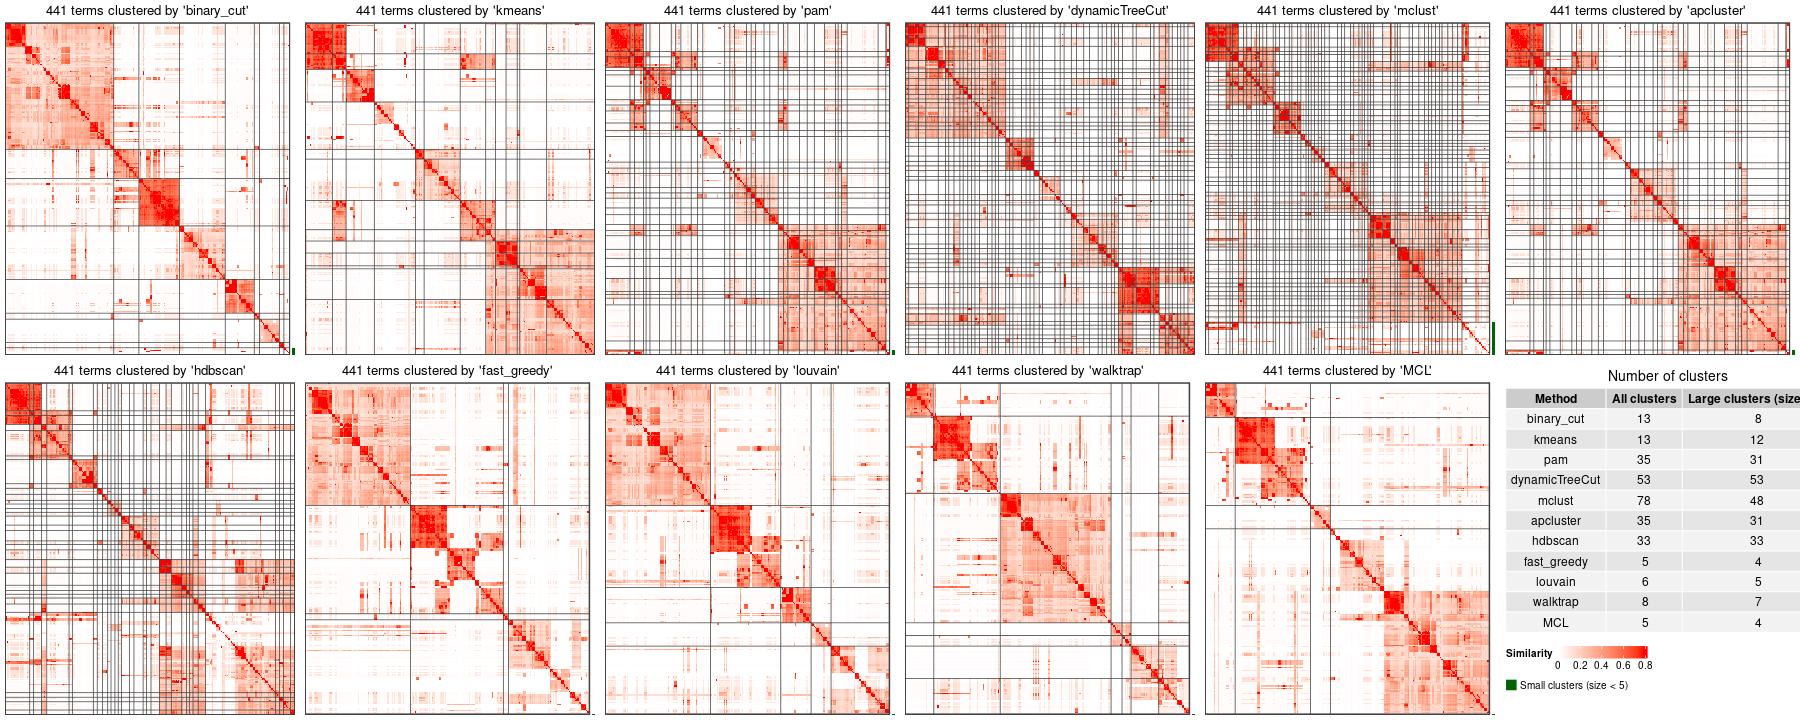 441 terms clustered by 'binary_cut'
441 terms clustered by 'kmeans'
441 terms clustered by 'pam'
441 terms clustered by 'dynamicTreeCut'
441 terms clustered by 'mclust'
441 terms clustered by 'apcluster'
441 terms clustered by 'hdbscan'
441 terms clustered by 'fast_greedy'
441 terms clustered by 'louvain'
441 terms clustered by 'walktrap'
441 terms clustered by 'MCL'
Number of clusters
Method All clusters Large clusters (size
binary_cut 13 8
kmeans 13 12
pam 35 31
dynamicTreeCut 53 53
mclust 78 48
apcluster 35 31
hdbscan 33 33
fast_greedy 5 4
louvain 6 5
walktrap 8 7
MCL 5 4
Similarity
0 0.2 0.4 0.6 0.8
Small clusters (size < 5)